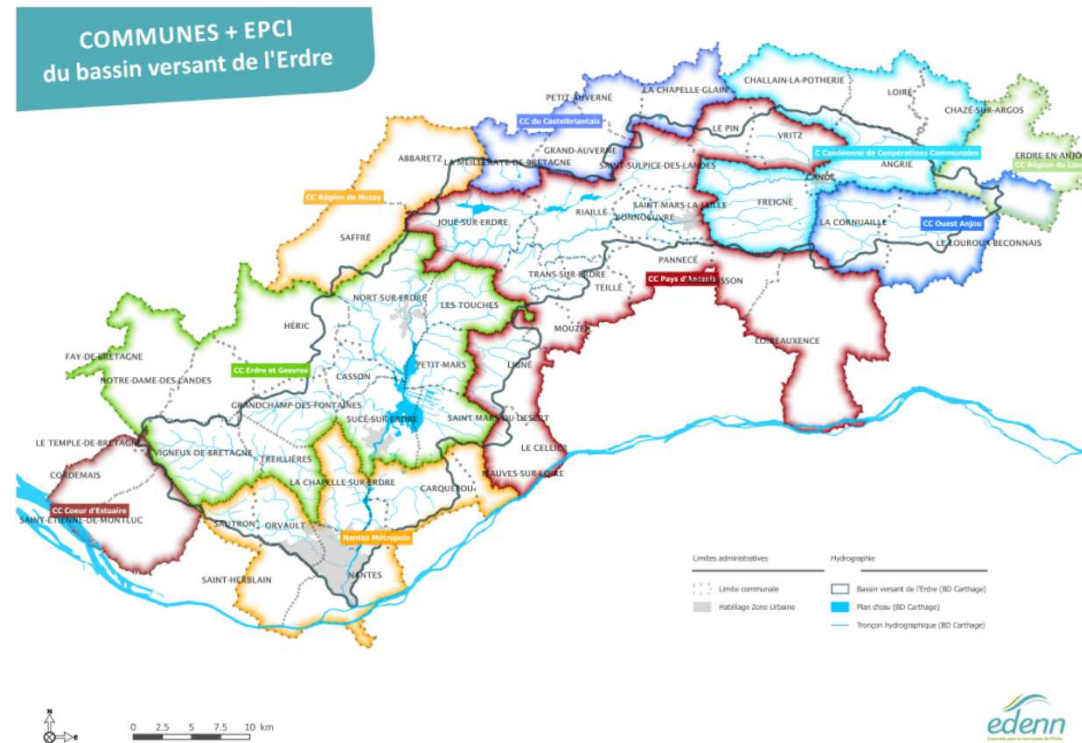 COMMUNES + EPCI
du bassin versant de l'Erdre
CHALLAIN-LA-POTHERIE
PETIT-AUVERNÉ
LA CHAPELLE-GLAIN
LOIRÉ
CHAZÉ-SUR-ARGOS
CC du Castelbriantais
LE PIN
VRITZ
GRAND-AUVERNÉ
C Candéenne de Coopérations Communales
ERDRE-EN-ANJOU
ABBARETZ
LA MEILLERAYE-DE-BRETAGNE
SAINT-SULPICE-DES-LANDES
ANGRIE
CANDÉ
CC Région de Nozay
SAINT-MARS-LA-JAILLE
FREIGNÉ
RIAILLÉ
BONNOEUVRE
JOUÉ-SUR-ERDRE
LA CORNUAILLE
CC Ouest Anjou
SAFFRÉ
LE LOUROUX-BECONNAIS
PANNECÉ
TRANS-SUR-ERDRE
CC Pays d'Ancenis
TEILLÉ
NORT-SUR-ERDRE
LES TOUCHES
HÉRIC
MOUZEIL
FAY-DE-BRETAGNE
LIGNÉ
PETIT-MARS
CC Erdre et Gesvres
CASSON
NOTRE-DAME-DES-LANDES
GRANDCHAMP-DES-FONTAINES
SUCÉ-SUR-ERDRE
SAINT-MARS-DU-DESERT
LE TEMPLE-DE-BRETAGNE
LE CELLIER
VIGNEUX-DE-BRETAGNE
TREILLIÈRES
CORDEMAIS
LA CHAPELLE-SUR-ERDRE
CARQUEFOU
MAUVES-SUR-LOIRE
CC Coeur d'Estuaire
SAINT-ETIENNE-DE-MONTLUC
SAUTRON
ORVAULT
Nantes Métropole
SAINT-HERBLAIN
NANTES
Limites administratives
Limite communale
Habillage Zone Urbaine
Hydrographie
Bassin versant de l'Erdre (BD Carthage)
Plan d'eau (BD Carthage)
Tronçon hydrographique (BD Carthage)
N
E
0 2.5 5 7.5 10 km
edenn